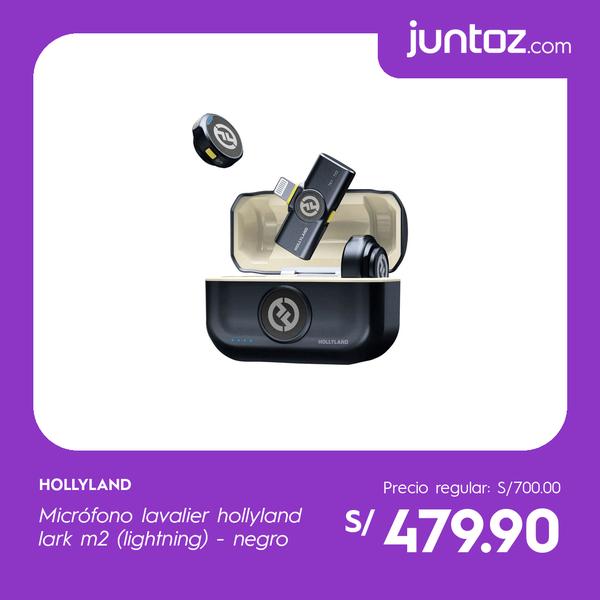 juntoz.com
HOLLYLAND
HOLLYLAND
HOLLYLAND
Micrófono lavalier hollyland
lark m2 (lightning) - negro
Precio regular: S/700.00
S/ 479.90